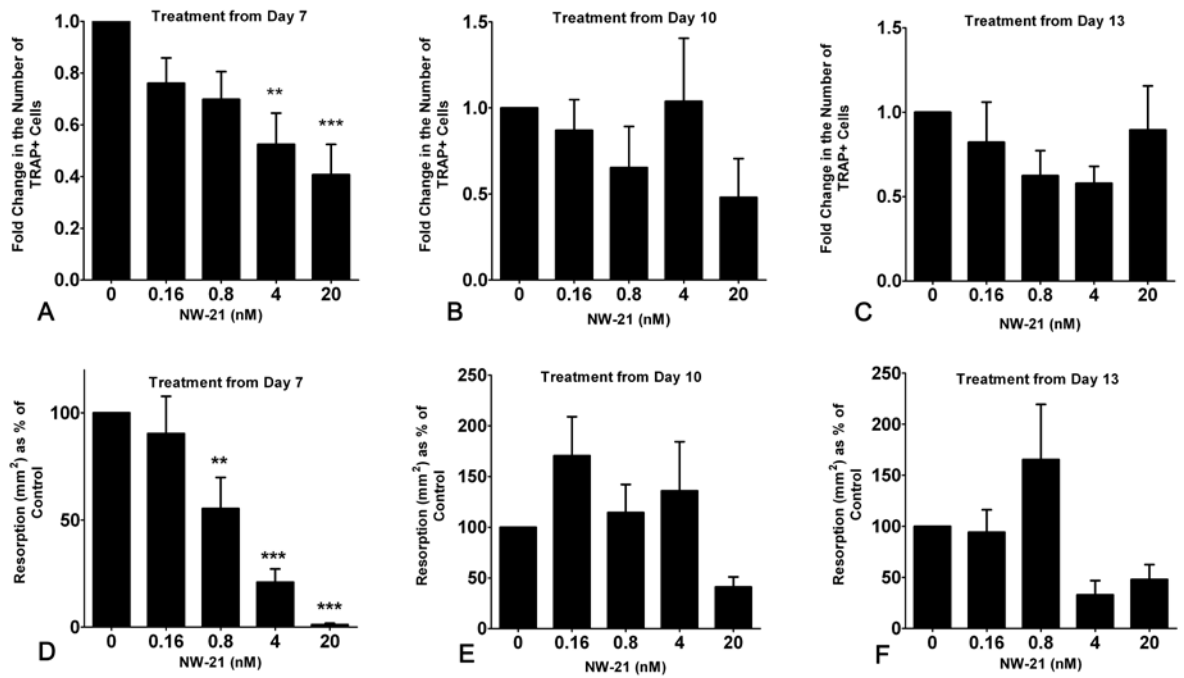 Treatment from Day 7
Fold Change in the Number of
TRAP+ Cells
1.0
0.8
0.6
0.4
0.2
0.0
**
***
0 0.16 0.8 4 20
NW-21 (nM)
A
Treatment from Day 10
Fold Change in the Number of
TRAP+ Cells
1.5
1.0
0.5
0.0
0 0.16 0.8 4 20
NW-21 (nM)
B
Treatment from Day 13
Fold Change in the Number of
TRAP+ Cells
1.5
1.0
0.5
0.0
0 0.16 0.8 4 20
NW-21 (nM)
C
Treatment from Day 7
Resorption (mm²) as % of
Control
100
50
0
**
***
***
0 0.16 0.8 4 20
NW-21 (nM)
D
Treatment from Day 10
Resorption (mm²) as % of
Control
250
200
150
100
50
0
0 0.16 0.8 4 20
NW-21 (nM)
E
Treatment from Day 13
Resorption (mm²) as % of
Control
250
200
150
100
50
0
0 0.16 0.8 4 20
NW-21 (nM)
F